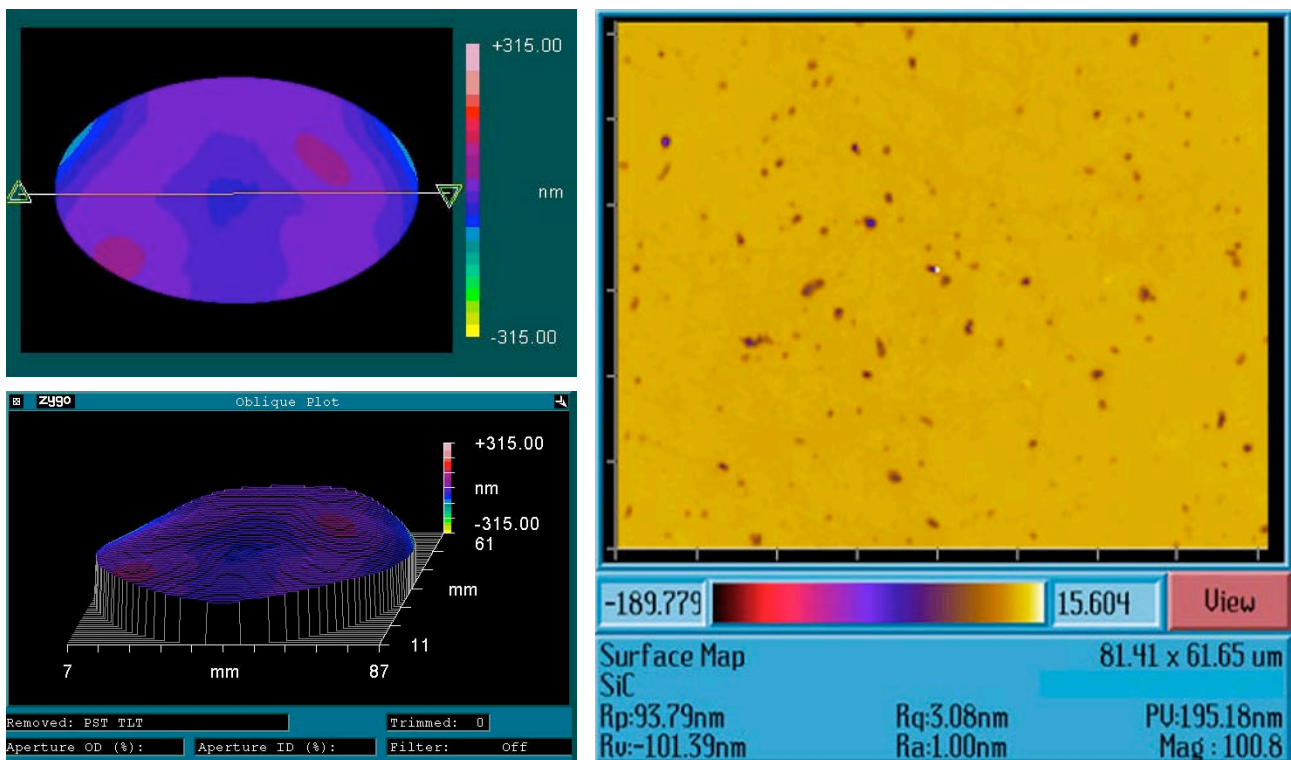 +315.00
nm
-315.00
zygo Oblique Plot
+315.00
nm
-315.00
61
mm
11
7 mm 87
Removed: PST TLT Trimmed: 0
Aperture OD (%): Aperture ID (%): Filter: Off
-189.779 15.604 View
Surface Map 81.41 x 61.65 um
SiC
Rp:93.79nm Rq:3.08nm PV:195.18nm
Rv:-101.39nm Ra:1.00nm Mag : 100.8